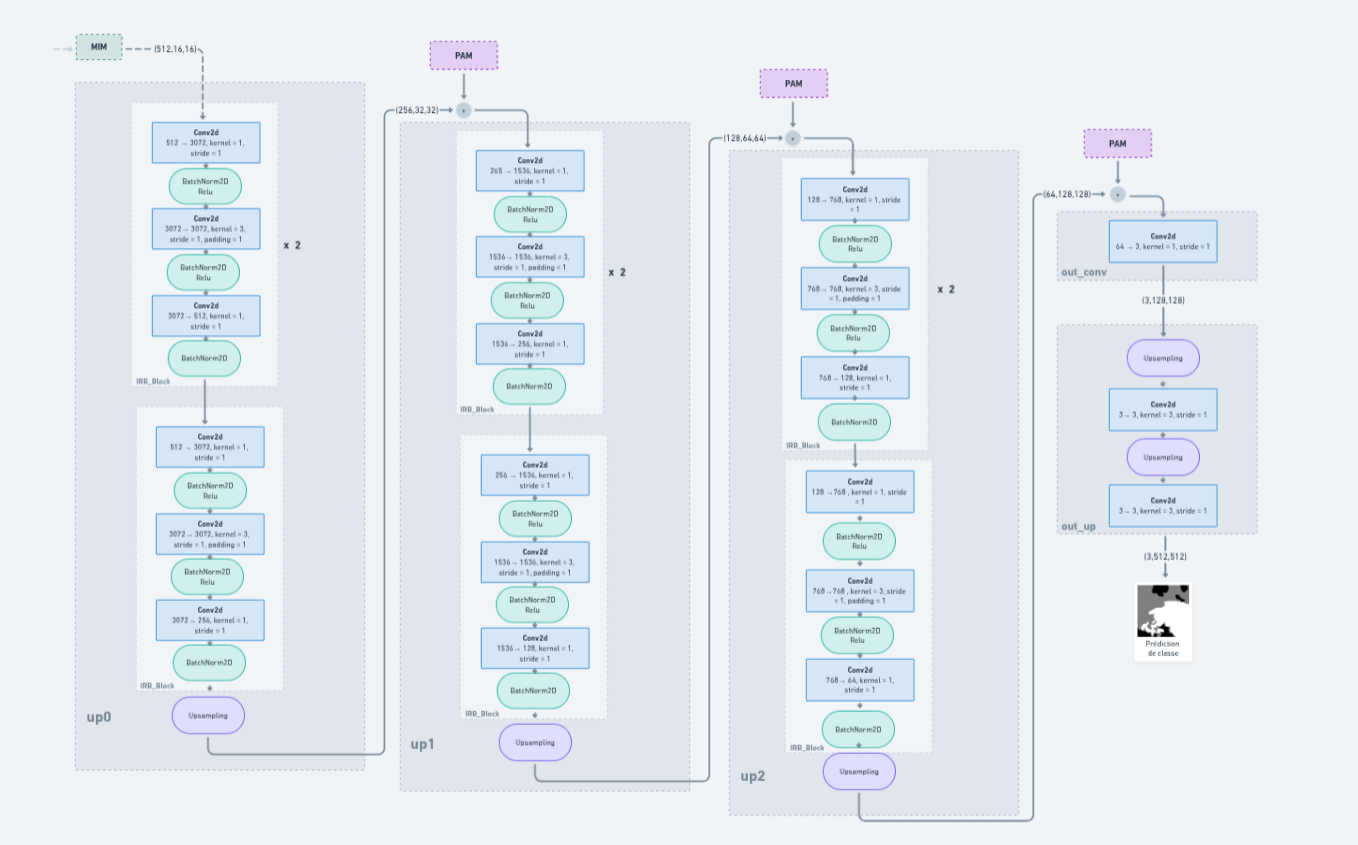 MIM
(512,16,16)
Conv2d
512 → 3072, kernel = 1,
stride = 1
BatchNorm2D
Relu
Conv2d
3072 → 3072, kernel = 3,
stride = 1, padding = 1
BatchNorm2D
Relu
Conv2d
3072 → 512, kernel = 1,
stride = 1
BatchNorm2D
IRB_Block
x 2
Conv2d
512 → 3072, kernel = 1,
stride = 1
BatchNorm2D
Relu
Conv2d
3072 → 3072, kernel = 3,
stride = 1, padding = 1
BatchNorm2D
Relu
Conv2d
3072 → 256, kernel = 1,
stride = 1
BatchNorm2D
IRB_Block
Upsampling
up0
PAM
(256,32,32)
+
Conv2d
265 → 1536, kernel = 1,
stride = 1
BatchNorm2D
Relu
Conv2d
1536 → 1536, kernel = 3,
stride = 1, padding = 1
BatchNorm2D
Relu
Conv2d
1536 → 256, kernel = 1,
stride = 1
BatchNorm2D
IRB_Block
x 2
Conv2d
256 → 1536, kernel = 1,
stride = 1
BatchNorm2D
Relu
Conv2d
1536 → 1536, kernel = 3,
stride = 1, padding = 1
BatchNorm2D
Relu
Conv2d
1536 → 128, kernel = 1,
stride = 1
BatchNorm2D
IRB_Block
Upsampling
up1
PAM
(128,64,64)
+
Conv2d
128 → 768, kernel = 1, stride
= 1
BatchNorm2D
Relu
Conv2d
768 → 768, kernel = 3, stride
= 1, padding = 1
BatchNorm2D
Relu
Conv2d
768 → 128, kernel = 1,
stride = 1
BatchNorm2D
IRB_Block
x 2
Conv2d
128 → 768 , kernel = 1, stride
= 1
BatchNorm2D
Relu
Conv2d
768 → 768 , kernel = 3, stride
= 1, padding = 1
BatchNorm2D
Relu
Conv2d
768 → 64, kernel = 1,
stride = 1
BatchNorm2D
IRB_Block
Upsampling
up2
PAM
(64,128,128)
+
Conv2d
64 → 3, kernel = 1, stride = 1
out_conv
(3,128,128)
Upsampling
Conv2d
3 → 3, kernel = 3, stride = 1
Upsampling
Conv2d
3 → 3, kernel = 3, stride = 1
out_up
(3,512,512)
Prédiction
de classe